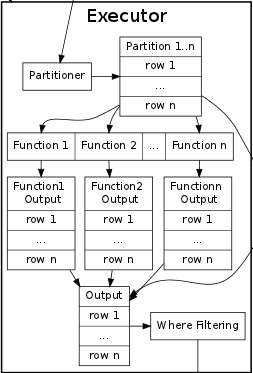 Executor
Partition 1..n
row 1
...
row n
Partitioner
Function 1 Function 2 ... Function n
Function1 Output
row 1
...
row n
Function2 Output
row 1
...
row n
Functionn Output
row 1
...
row n
Output
row 1
...
row n
Where Filtering